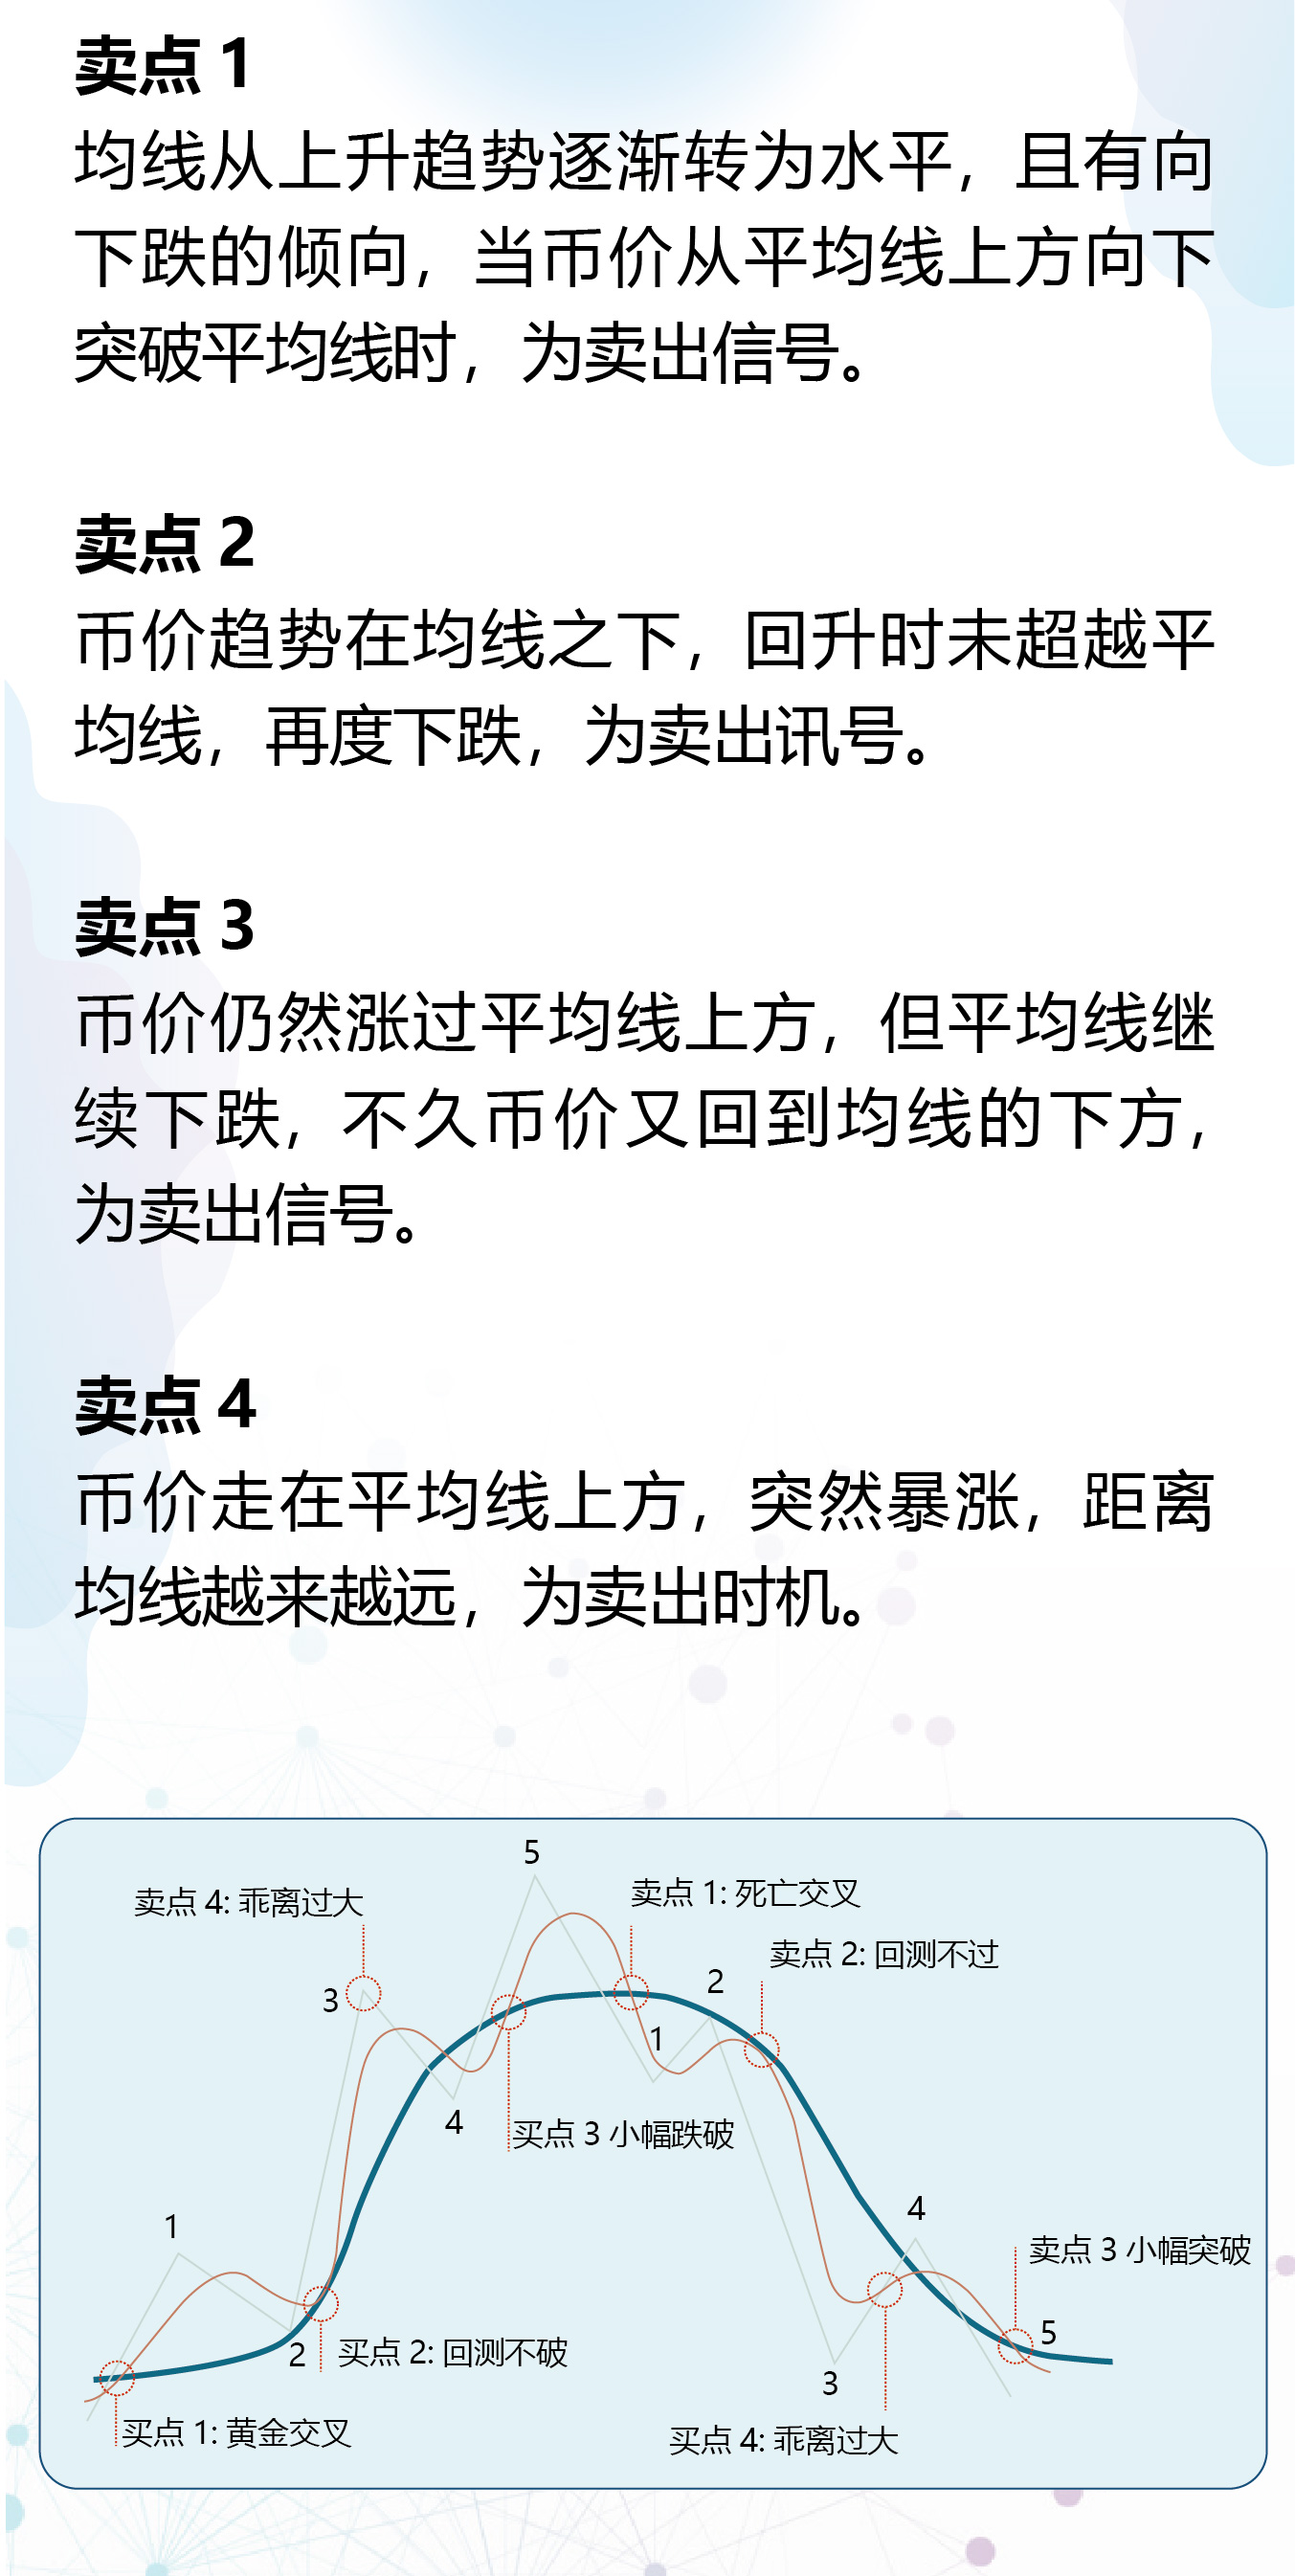 卖点 1
均线从上升趋势逐渐转为水平，且有向
下跌的倾向，当币价从平均线上方向下
突破平均线时，为卖出信号。
卖点 2
币价趋势在均线之下，回升时未超越平
均线，再度下跌，为卖出讯号。
卖点 3
币价仍然涨过平均线上方，但平均线继
续下跌，不久币价又回到均线的下方，
为卖出信号。
卖点 4
币价走在平均线上方，突然暴涨，距离
均线越来越远，为卖出时机。
5
卖点 4: 乖离过大
卖点 1: 死亡交叉
卖点 2: 回测不过
2
3
1
4
买点 3 小幅跌破
4
1
卖点 3 小幅突破
5
2
买点 2: 回测不破
3
买点 1: 黄金交叉
买点 4: 乖离过大